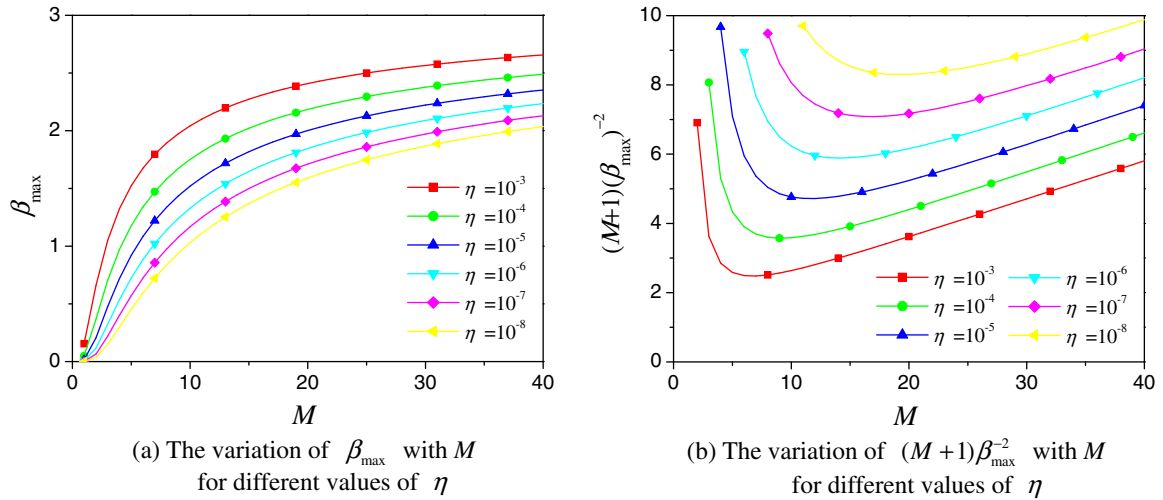 3
2
1
0
β_max
0 10 20 30 40
M
η =10^-3
η =10^-4
η =10^-5
η =10^-6
η =10^-7
η =10^-8
(a) The variation of β_max with M
for different values of η
10
8
6
4
2
0
(M+1)(β_max)^-2
0 10 20 30 40
M
η =10^-3 η =10^-6
η =10^-4 η =10^-7
η =10^-5 η =10^-8
(b) The variation of (M +1)β_max^-2 with M
for different values of η